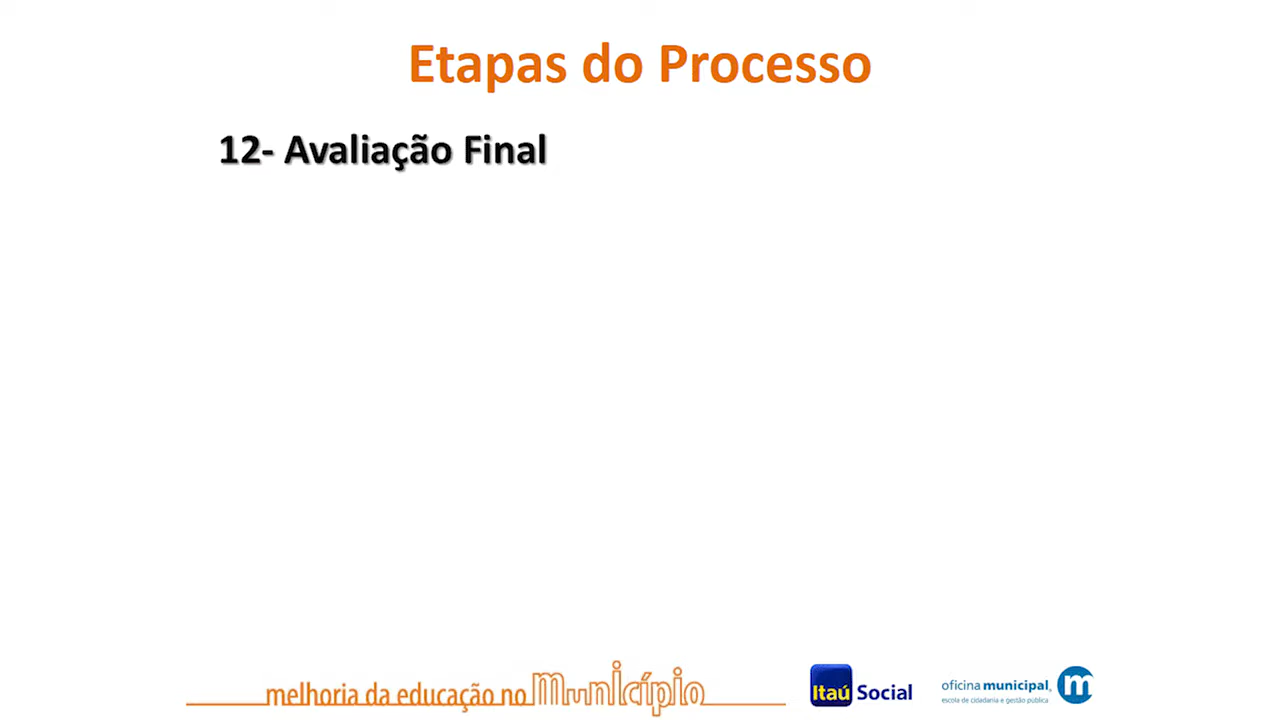 Etapas do Processo
12- Avaliação Final
melhoria da educação no município
Itaú Social
oficina municipal
escola de cidadania e gestão pública
m